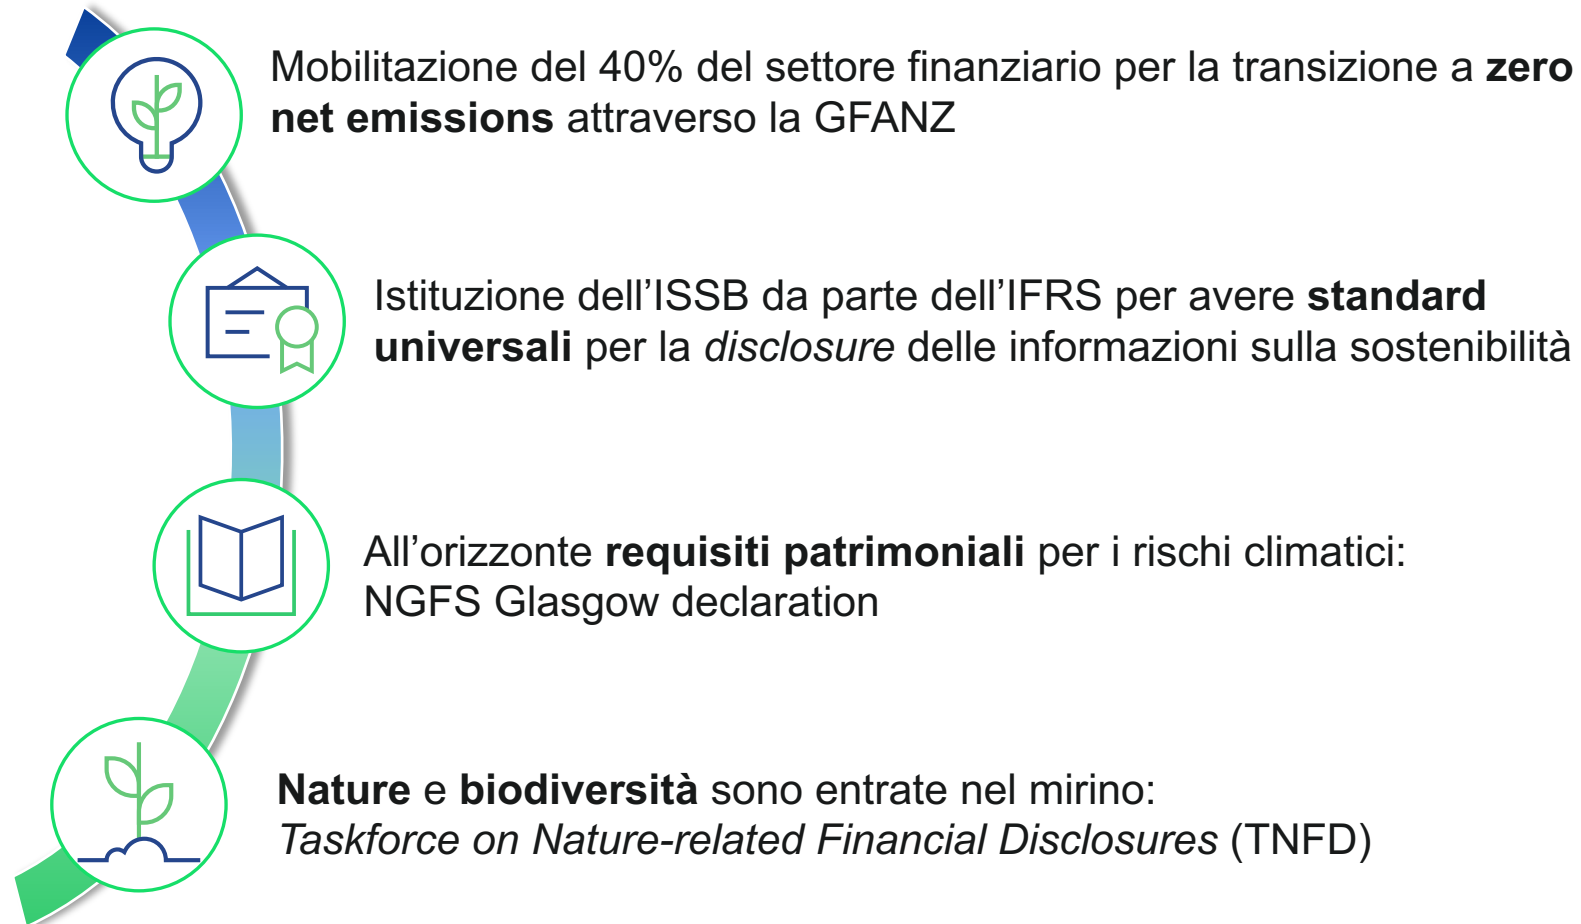 Mobilitazione del 40% del settore finanziario per la transizione a zero
net emissions attraverso la GFANZ
Istituzione dell’ISSB da parte dell’IFRS per avere standard
universali per la disclosure delle informazioni sulla sostenibilità
All’orizzonte requisiti patrimoniali per i rischi climatici:
NGFS Glasgow declaration
Nature e biodiversità sono entrate nel mirino:
Taskforce on Nature-related Financial Disclosures (TNFD)